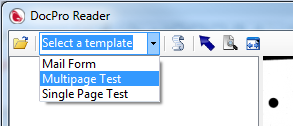 DocPro Reader
Select a template
Mail Form
Multipage Test
Single Page Test